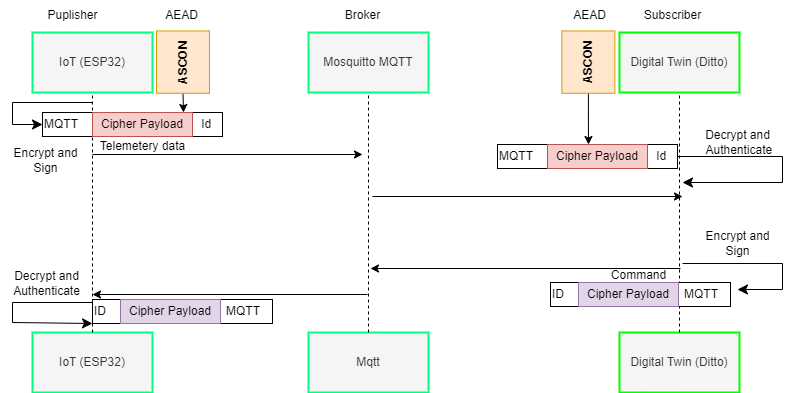 Puplisher
AEAD
Broker
AEAD
Subscriber
IoT (ESP32)
ASCON
Mosquitto MQTT
ASCON
Digital Twin (Ditto)
MQTT
Cipher Payload
Id
Encrypt and
Sign
Telemetery data
MQTT
Cipher Payload
Id
Decrypt and
Authenticate
Encrypt and
Sign
Command
ID
Cipher Payload
MQTT
Decrypt and
Authenticate
ID
Cipher Payload
MQTT
IoT (ESP32)
Mqtt
Digital Twin (Ditto)